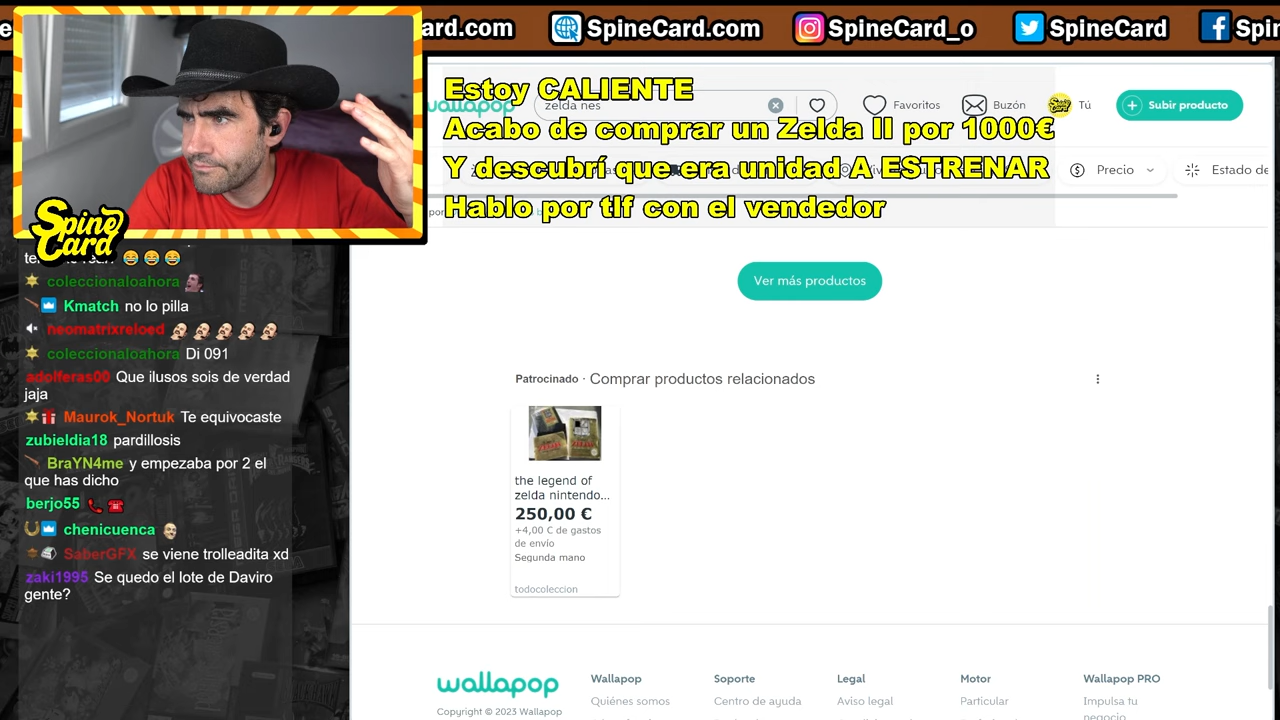 ard.com
SpineCard.com
SpineCard_o
SpineCard
Spin
Estoy CALIENTE
Acabo de comprar un Zelda II por 1000€
Y descubrí que era unidad A ESTRENAR
Hablo por tlf con el vendedor
wallapop
zelda nes
Favoritos
Buzón
Tú
Subir producto
Precio
Estado de
Spine
Card
coleccionaloahora
Kmatch no lo pilla
neomatrixreloed
coleccionaloahora Di 091
adolferas00 Que ilusos sois de verdad
jaja
Maurok_Nortuk Te equivocaste
zubieldia18 pardillosis
BraYN4me y empezaba por 2 el
que has dicho
berjo55
chenicuenca
SaberGFX se viene trolleadita xd
zaki1995 Se quedo el lote de Daviro
gente?
Ver más productos
Patrocinado · Comprar productos relacionados
the legend of
zelda nintendo...
250,00 €
+4,00 € de gastos
de envío
Segunda mano
todocoleccion
wallapop
Copyright © 2023 Wallapop
Wallapop
Quiénes somos
Soporte
Centro de ayuda
Legal
Aviso legal
Motor
Particular
Wallapop PRO
Impulsa tu
negocio